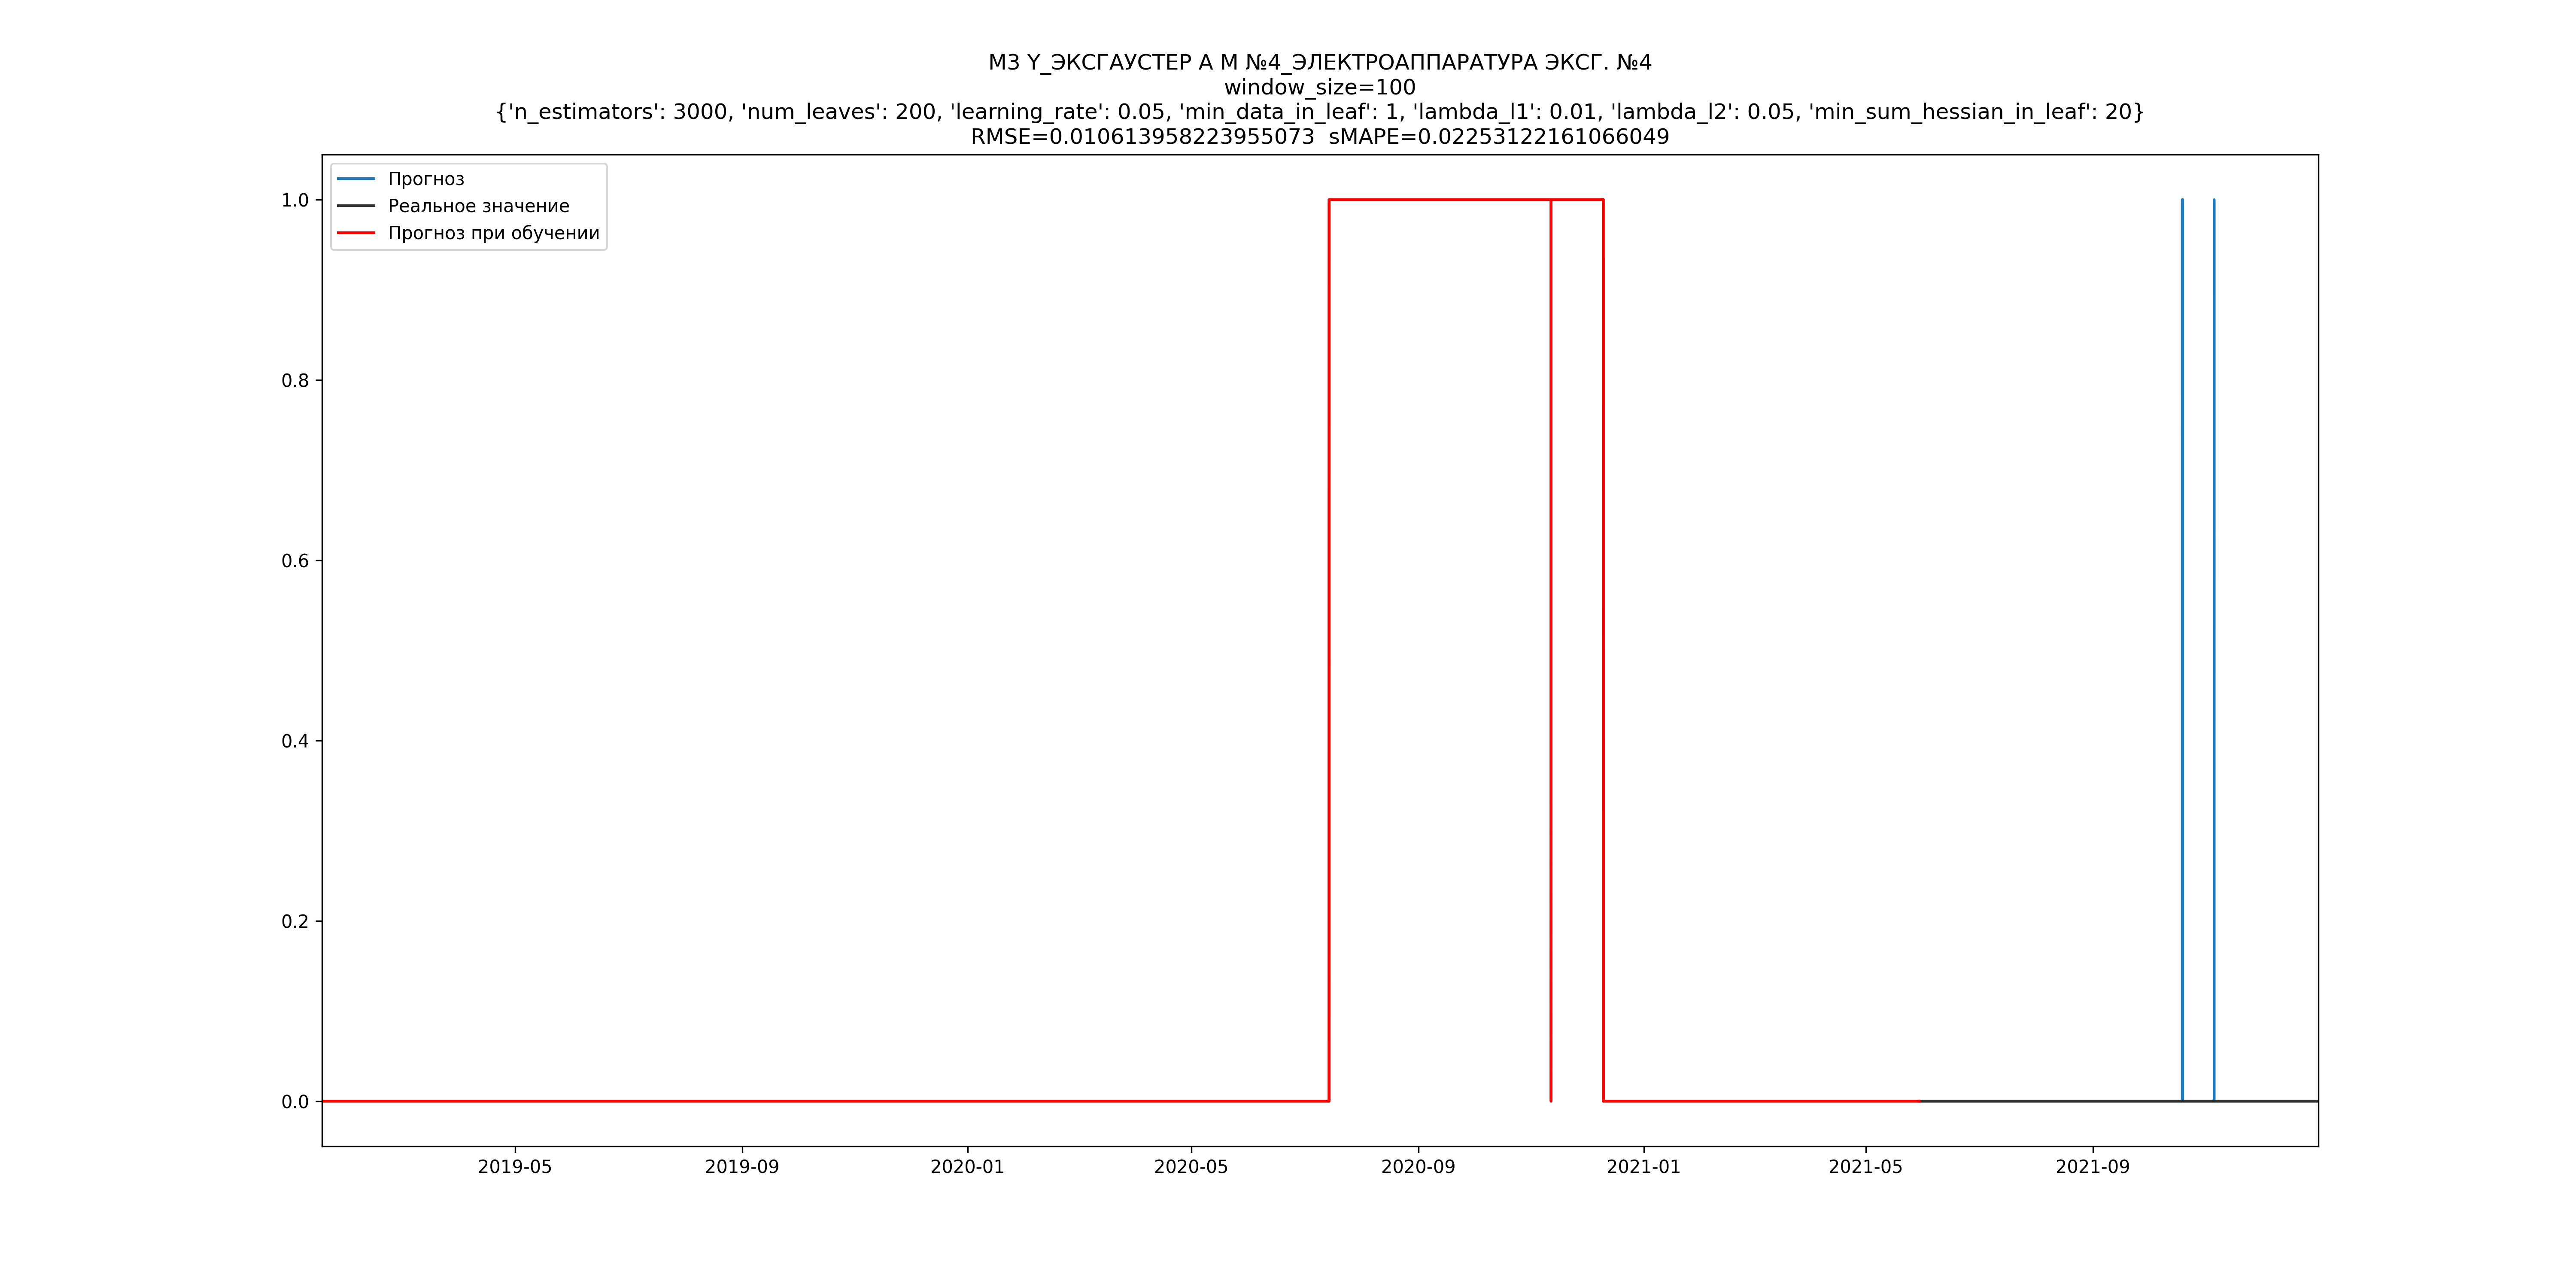 М3 Y_ЭКСГАУСТЕР А М №4_ЭЛЕКТРОАППАРАТУРА ЭКСГ. №4
window_size=100
{'n_estimators': 3000, 'num_leaves': 200, 'learning_rate': 0.05, 'min_data_in_leaf': 1, 'lambda_l1': 0.01, 'lambda_l2': 0.05, 'min_sum_hessian_in_leaf': 20}
RMSE=0.010613958223955073  sMAPE=0.02253122161066049
Прогноз
Реальное значение
Прогноз при обучении
1.0
0.8
0.6
0.4
0.2
0.0
2019-05
2019-09
2020-01
2020-05
2020-09
2021-01
2021-05
2021-09